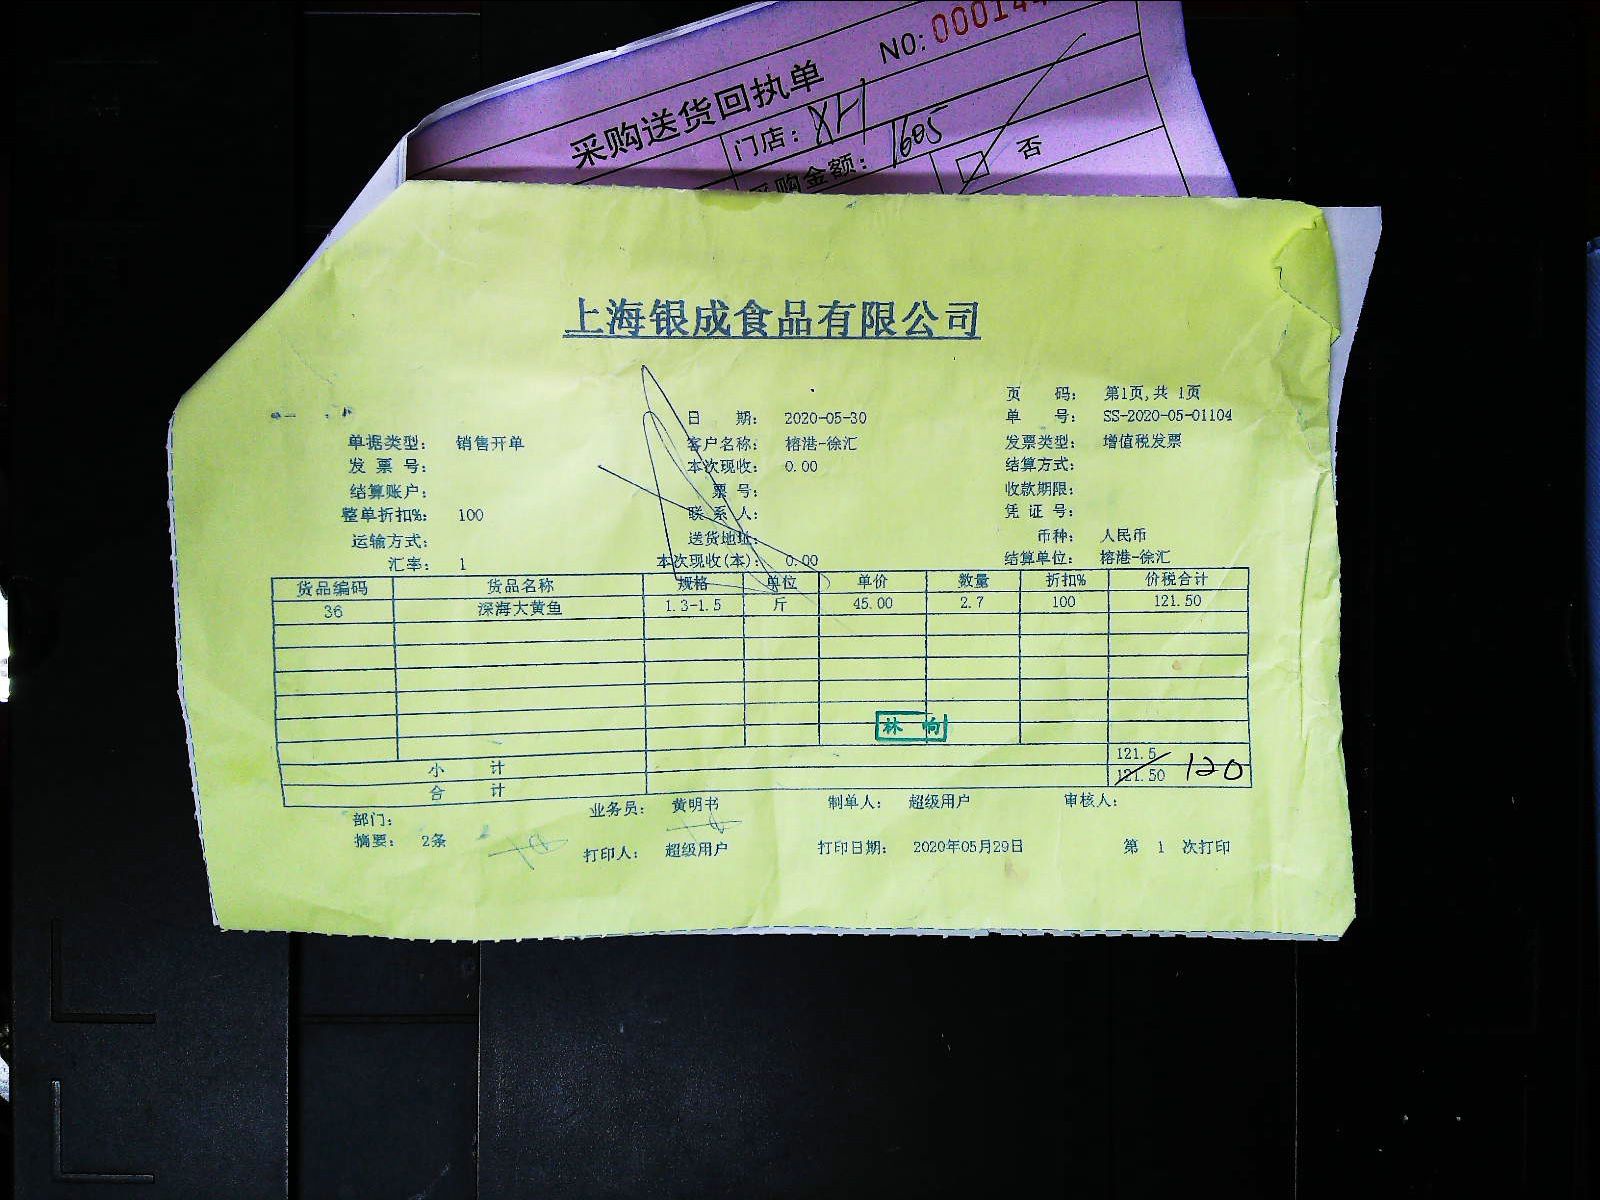 采购送货回执单 NO:
门店: XH
采购金额: 1605
否
上海银成食品有限公司
页 码: 第1页,共 1页
日 期: 2020-05-30 单 号: SS-2020-05-01104
单据类型: 销售开单 客户名称: 榕港-徐汇 发票类型: 增值税发票
发 票 号: 本次现收: 0.00 结算方式:
结算账户: 票 号: 收款期限:
整单折扣%: 100 联 系 人: 凭 证 号:
运输方式: 送货地址: 币种: 人民币
汇率: 1 本次现收(本): 0.00 结算单位: 榕港-徐汇
货品编码 货品名称 规格 单位 单价 数量 折扣% 价税合计
36 深海大黄鱼 1.3-1.5 斤 45.00 2.7 100 121.50
林 向
小 计 121.5
合 计 121.50 120
部门: 业务员: 黄明书 制单人: 超级用户 审核人:
摘要: 2条 打印人: 超级用户 打印日期: 2020年05月29日 第 1 次打印